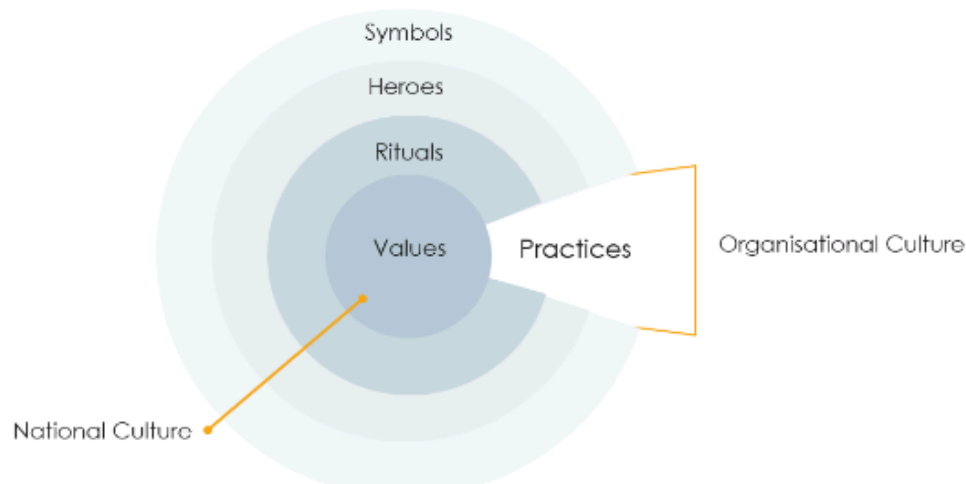 Symbols
Heroes
Rituals
Values
Practices
Organisational Culture
National Culture